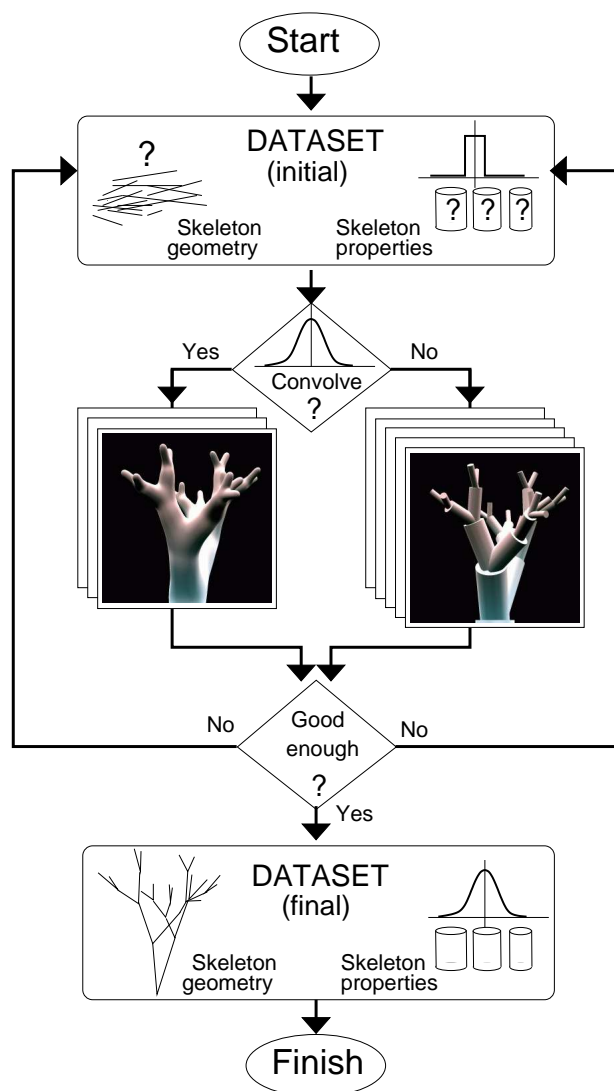 Start
DATASET
(initial)
?
? ? ?
Skeleton
geometry
Skeleton
properties
Yes
No
Convolve
?
No
Good
enough
?
No
Yes
DATASET
(final)
Skeleton
geometry
Skeleton
properties
Finish